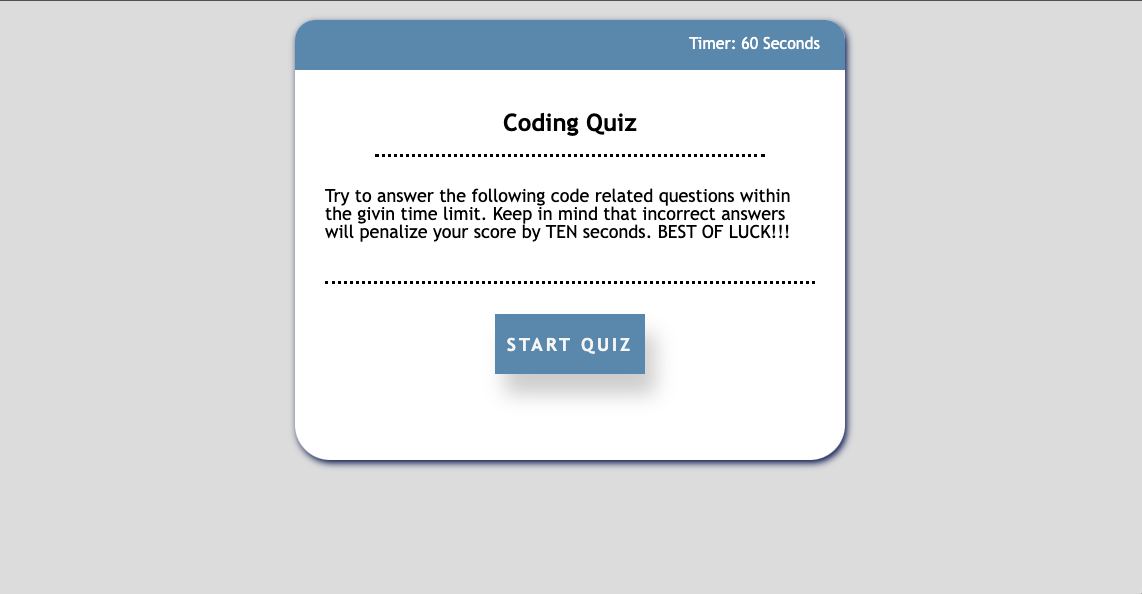 Timer: 60 Seconds
Coding Quiz
Try to answer the following code related questions within
the givin time limit. Keep in mind that incorrect answers
will penalize your score by TEN seconds. BEST OF LUCK!!!
START QUIZ